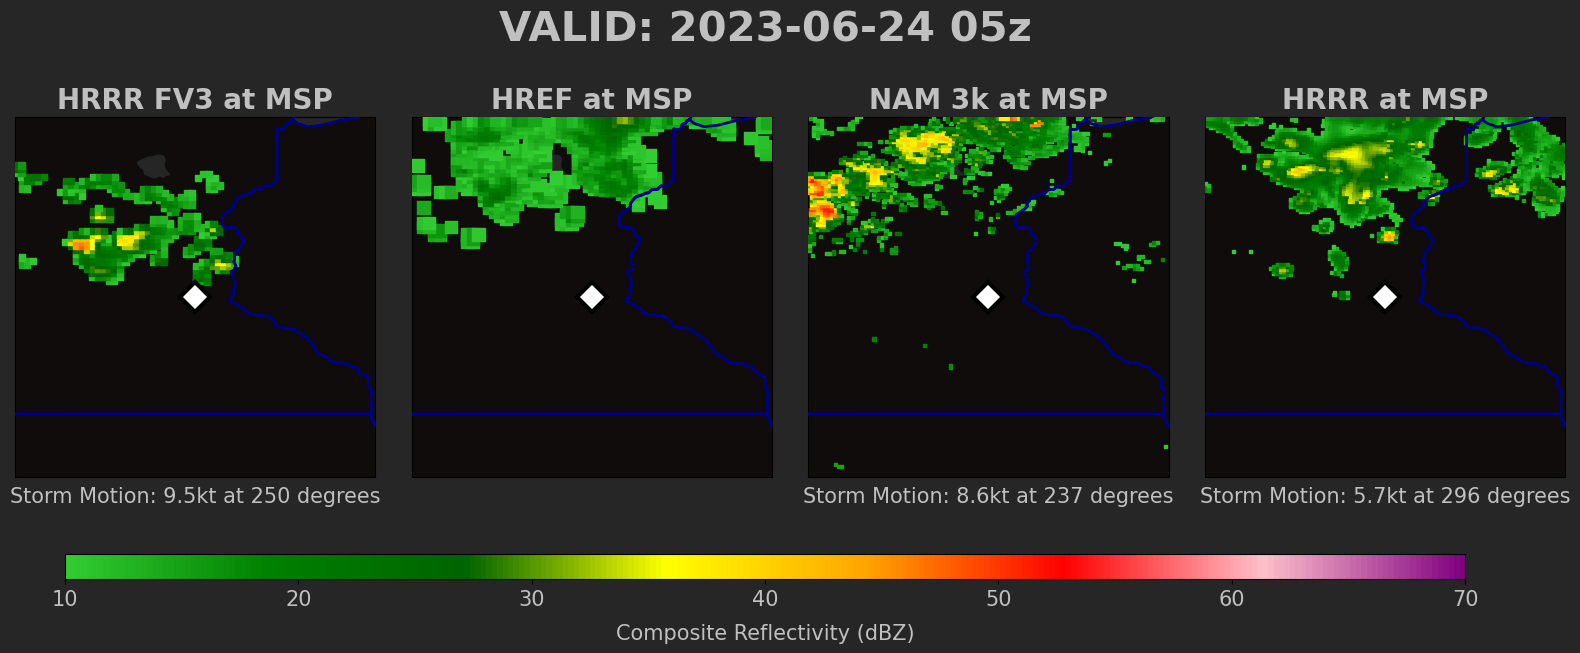 VALID: 2023-06-24 05z
HRRR FV3 at MSP
HREF at MSP
NAM 3k at MSP
HRRR at MSP
Storm Motion: 9.5kt at 250 degrees
Storm Motion: 8.6kt at 237 degrees
Storm Motion: 5.7kt at 296 degrees
10 20 30 40 50 60 70
Composite Reflectivity (dBZ)